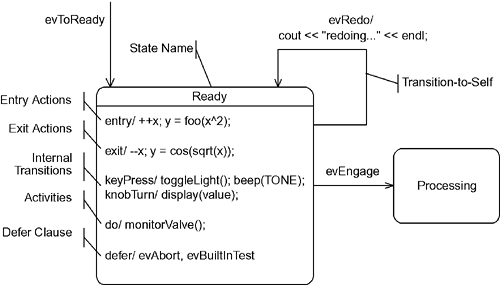 evToReady
evRedo/
cout << "redoing..." << endl;
State Name
Transition-to-Self
Ready
Entry Actions
entry/ ++x; y = foo(x^2);
Exit Actions
exit/ --x; y = cos(sqrt(x));
Internal
Transitions
keyPress/ toggleLight(); beep(TONE);
knobTurn/ display(value);
evEngage
Processing
Activities
do/ monitorValve();
Defer Clause
defer/ evAbort, evBuiltInTest